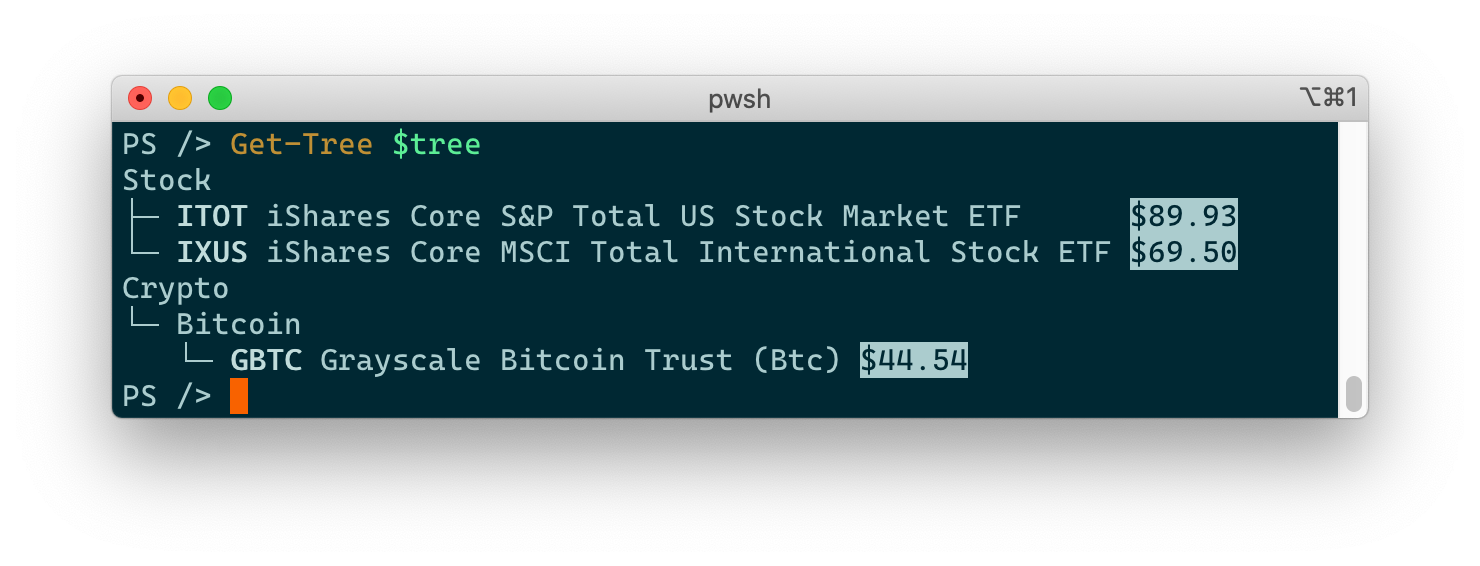 pwsh ⌥⌘1
PS /> Get-Tree $tree
Stock
├─ ITOT iShares Core S&P Total US Stock Market ETF      $89.93
└─ IXUS iShares Core MSCI Total International Stock ETF $69.50
Crypto
└─ Bitcoin
   └─ GBTC Grayscale Bitcoin Trust (Btc) $44.54
PS />